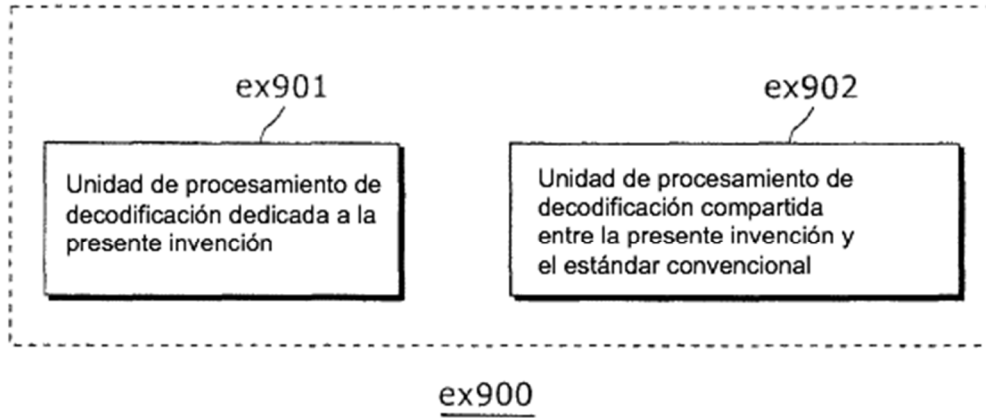 ex901
ex902
Unidad de procesamiento de
decodificación dedicada a la
presente invención
Unidad de procesamiento de
decodificación compartida
entre la presente invención y
el estándar convencional
ex900